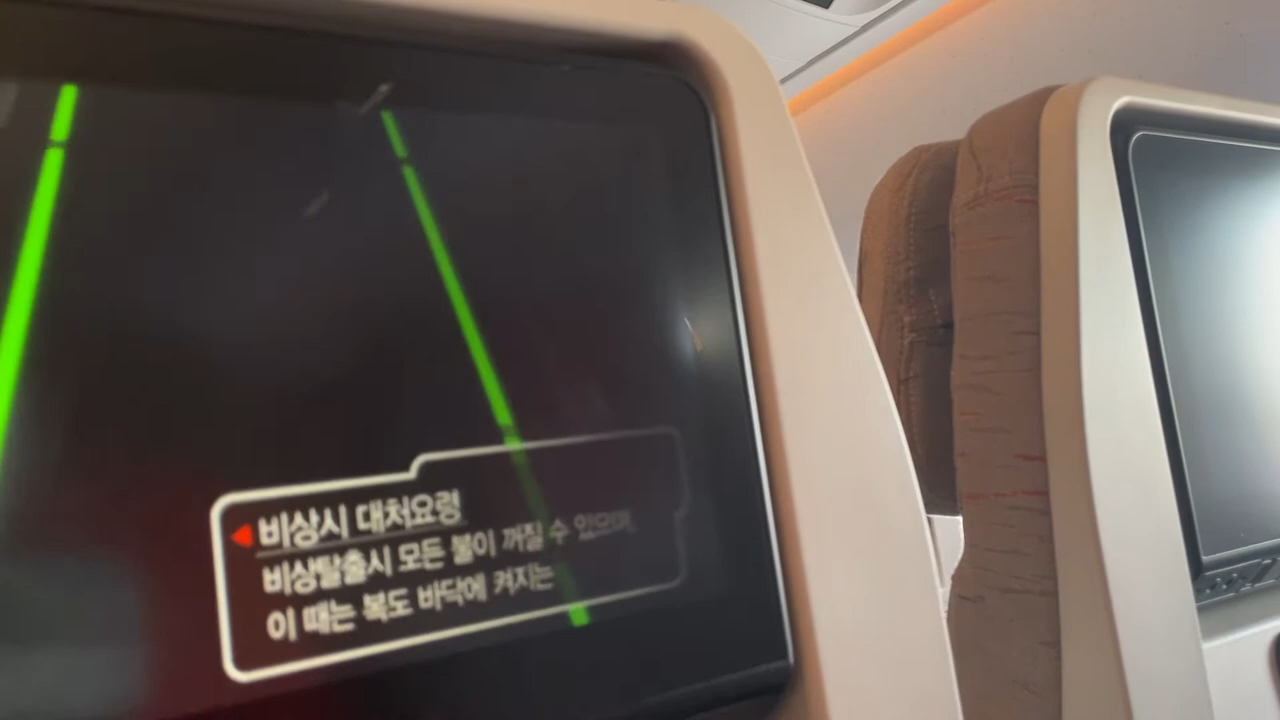 비상시 대처요령
비상탈출시 모든 불이 꺼질 수 있으며,
이 때는 복도 바닥에 켜지는